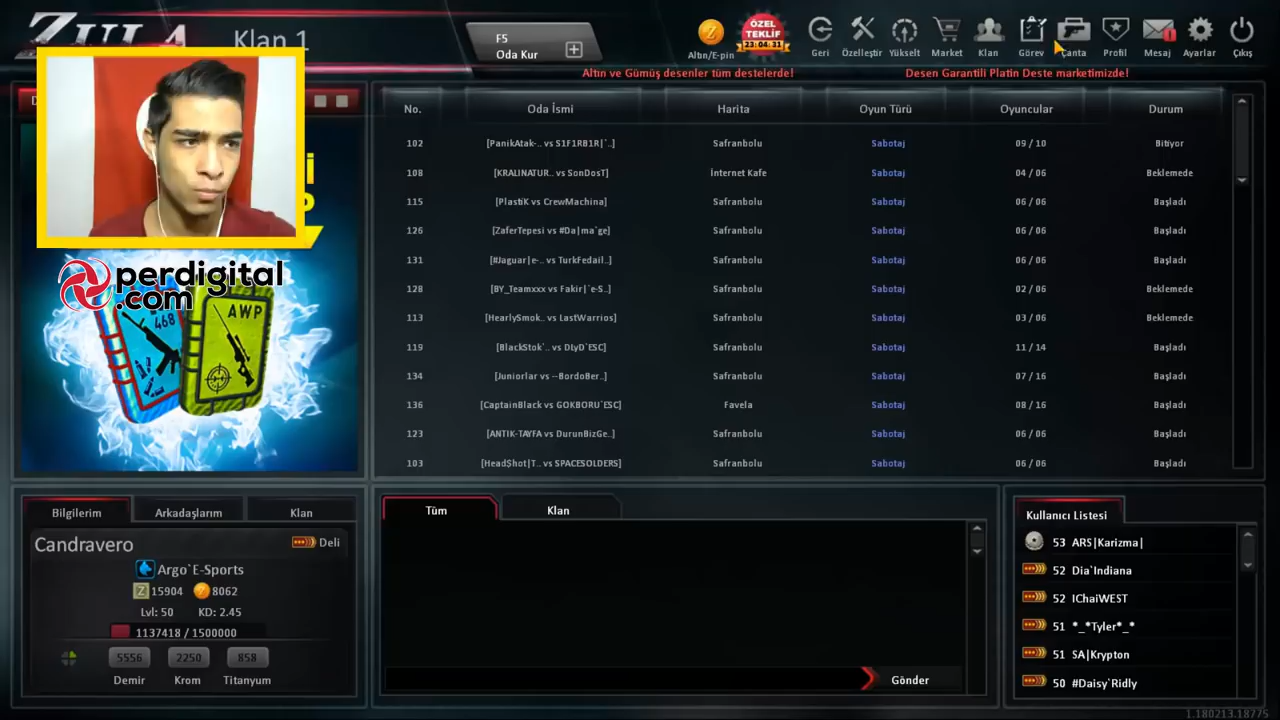 ZULA
Klan 1
F5
Oda Kur
Altın/E-pin
ÖZEL
TEKLİF
23:04:31
Geri
Özelleştir
Yükselt
Market
Klan
Görev
Çanta
Profil
Mesaj
Ayarlar
Çıkış
Altın ve Gümüş desenler tüm destelerde!
Desen Garantili Platin Deste marketimizde!
No. Oda İsmi Harita Oyun Türü Oyuncular Durum
102 [PanikAtak-.. vs S1F1RB1R|`..] Safranbolu Sabotaj 09 / 10 Bitiyor
108 [KRALINATUR.. vs SonDosT] İnternet Kafe Sabotaj 04 / 06 Beklemede
115 [PlastiK vs CrewMachina] Safranbolu Sabotaj 06 / 06 Başladı
126 [ZaferTepesi vs #Da|ma`ge] Safranbolu Sabotaj 06 / 06 Başladı
131 [#Jaguar|e-.. vs TurkFedail..] Safranbolu Sabotaj 06 / 06 Başladı
128 [BY_Teamxxx vs Fakir|`e-S..] Safranbolu Sabotaj 02 / 06 Beklemede
113 [HearlySmok.. vs LastWarrios] Safranbolu Sabotaj 03 / 06 Beklemede
119 [BlackStok`.. vs DlyD`ESC] Safranbolu Sabotaj 11 / 14 Başladı
134 [Juniorlar vs --BordoBer..] Safranbolu Sabotaj 07 / 16 Başladı
136 [CaptainBlack vs GOKBORU`ESC] Favela Sabotaj 08 / 16 Başladı
123 [ANTIK-TAYFA vs DurunBizGe..] Safranbolu Sabotaj 06 / 06 Başladı
103 [Head$hot|T.. vs SPACESOLDERS] Safranbolu Sabotaj 06 / 06 Başladı
perdigital
.com
468
AWP
Bilgilerim Arkadaşlarım Klan
Candravero Deli
Argo`E-Sports
15904 8062
Lvl: 50 KD: 2.45
1137418 / 1500000
5556 2250 858
Demir Krom Titanyum
Tüm Klan
Gönder
Kullanıcı Listesi
53 ARS|Karizma|
52 Dia`Indiana
52 IChaiWEST
51 *_*Tyler*_*
51 SA|Krypton
50 #Daisy`Ridly
1.180213.18775